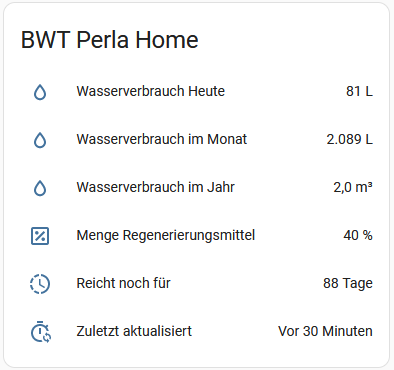 BWT Perla Home
Wasserverbrauch Heute 81 L
Wasserverbrauch im Monat 2.089 L
Wasserverbrauch im Jahr 2,0 m³
Menge Regenerierungsmittel 40 %
Reicht noch für 88 Tage
Zuletzt aktualisiert Vor 30 Minuten